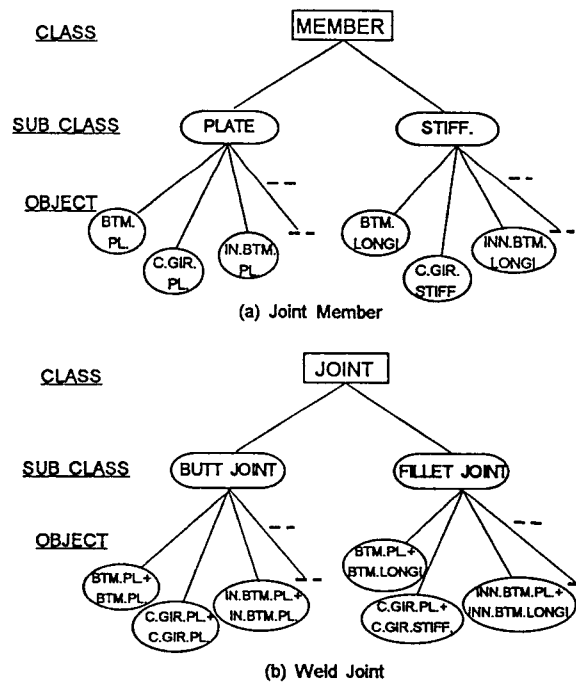 CLASS
MEMBER
SUB CLASS
PLATE
STIFF.
OBJECT
BTM.
PL.
C.GIR.
PL.
IN.BTM.
PL.
BTM.
LONGI.
C.GIR.
STIFF.
INN.BTM.
LONGI.
(a) Joint Member
CLASS
JOINT
SUB CLASS
BUTT JOINT
FILLET JOINT
OBJECT
BTM.PL.+
BTM.PL.
C.GIR.PL.+
C.GIR.PL.
IN.BTM.PL.+
IN.BTM.PL.
BTM.PL.+
BTM.LONGI.
C.GIR.PL.+
C.GIR.STIFF.
INN.BTM.PL.+
INN.BTM.LONGI.
(b) Weld Joint